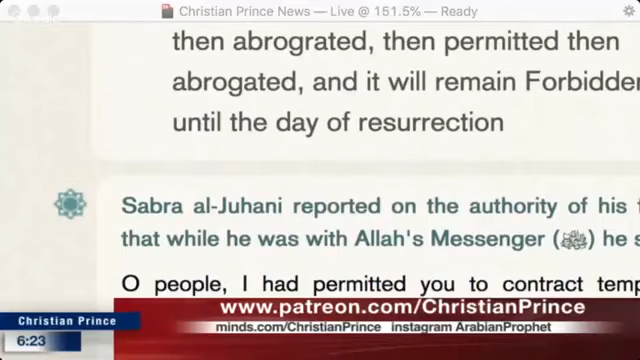 Christian Prince News — Live @ 151.5% — Ready
then abrograted, then permitted then
abrogated, and it will remain Forbidden
until the day of resurrection
Sabra al-Juhani reported on the authority of his
that while he was with Allah's Messenger (ﷺ) he
O people, I had permitted you to contract
www.patreon.com/ChristianPrince
Christian Prince
minds.com/ChristianPrince instagram ArabianProphet
6:23